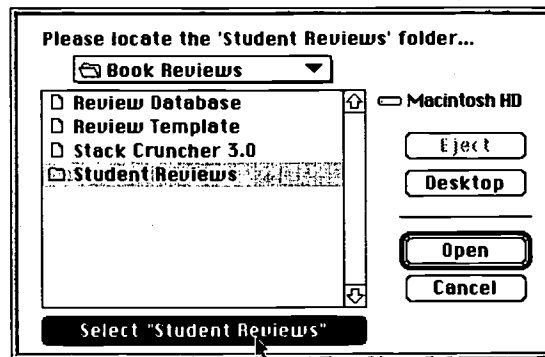 Please locate the 'Student Reviews' folder...
Book Reviews
Review Database
Review Template
Stack Cruncher 3.0
Student Reviews
Macintosh HD
Eject
Desktop
Open
Cancel
Select "Student Reviews"